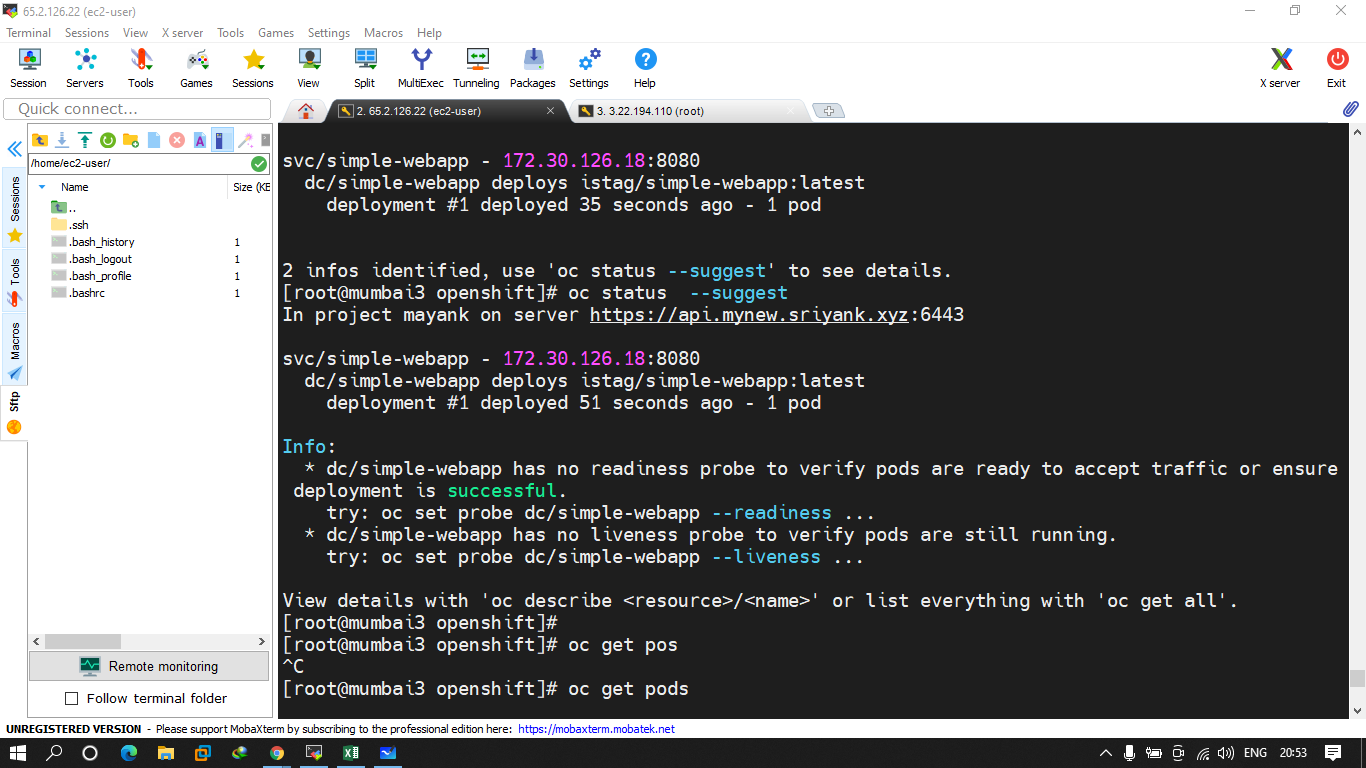 65.2.126.22 (ec2-user)
Terminal Sessions View X server Tools Games Settings Macros Help
Session Servers Tools Games Sessions View Split MultiExec Tunneling Packages Settings Help X server Exit
Quick connect...
2. 65.2.126.22 (ec2-user)
3. 3.22.194.110 (root)
/home/ec2-user/
Name Size (KB
..
.ssh
.bash_history 1
.bash_logout 1
.bash_profile 1
.bashrc 1
Sessions
Tools
Macros
Sftp
Remote monitoring
Follow terminal folder
svc/simple-webapp - 172.30.126.18:8080
dc/simple-webapp deploys istag/simple-webapp:latest
deployment #1 deployed 35 seconds ago - 1 pod
2 infos identified, use 'oc status --suggest' to see details.
[root@mumbai3 openshift]# oc status  --suggest
In project mayank on server https://api.mynew.sriyank.xyz:6443
svc/simple-webapp - 172.30.126.18:8080
dc/simple-webapp deploys istag/simple-webapp:latest
deployment #1 deployed 51 seconds ago - 1 pod
Info:
* dc/simple-webapp has no readiness probe to verify pods are ready to accept traffic or ensure
deployment is successful.
try: oc set probe dc/simple-webapp --readiness ...
* dc/simple-webapp has no liveness probe to verify pods are still running.
try: oc set probe dc/simple-webapp --liveness ...
View details with 'oc describe <resource>/<name>' or list everything with 'oc get all'.
[root@mumbai3 openshift]#
[root@mumbai3 openshift]# oc get pos
^C
[root@mumbai3 openshift]# oc get pods
UNREGISTERED VERSION - Please support MobaXterm by subscribing to the professional edition here: https://mobaxterm.mobatek.net
ENG 20:53